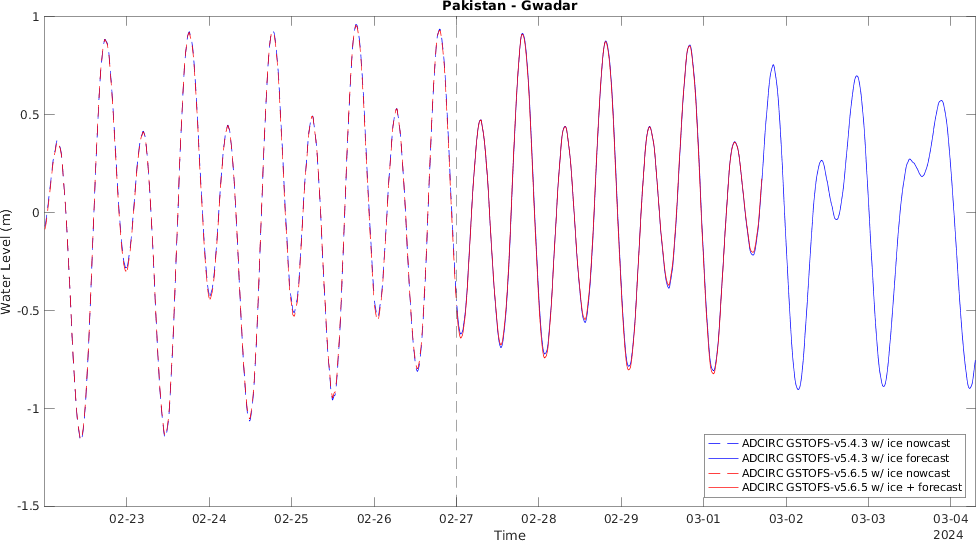 Pakistan - Gwadar
1
0.5
0
-0.5
-1
-1.5
Water Level (m)
ADCIRC GSTOFS-v5.4.3 w/ ice nowcast
ADCIRC GSTOFS-v5.4.3 w/ ice forecast
ADCIRC GSTOFS-v5.6.5 w/ ice nowcast
ADCIRC GSTOFS-v5.6.5 w/ ice + forecast
02-23 02-24 02-25 02-26 02-27 02-28 02-29 03-01 03-02 03-03 03-04
Time
2024